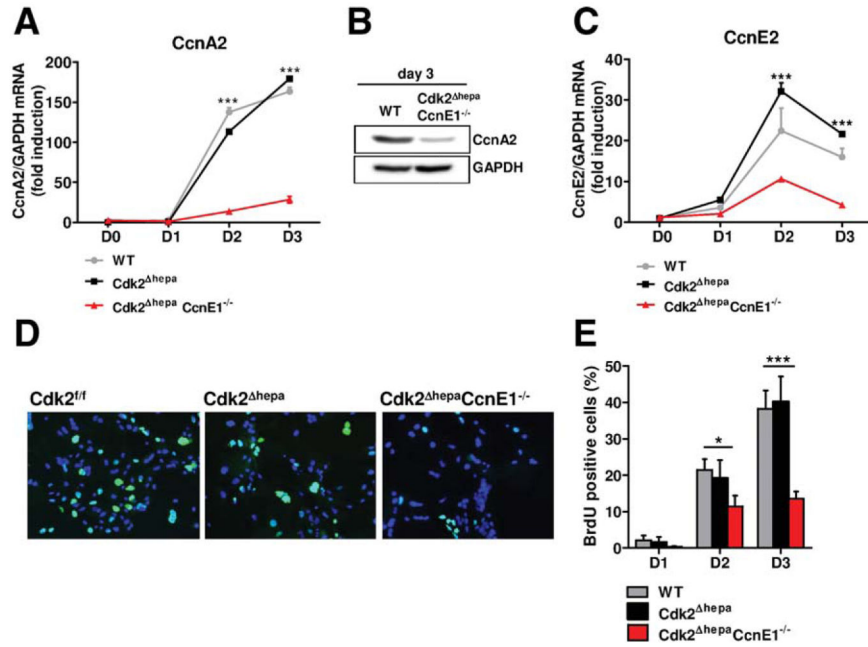 A
CcnA2
CcnA2/GAPDH mRNA
(fold induction)
200
150
100
50
0
***
***
D0 D1 D2 D3
WT
Cdk2Δhepa
Cdk2Δhepa CcnE1-/-
B
day 3
WT
Cdk2Δhepa
CcnE1-/-
CcnA2
GAPDH
C
CcnE2
CcnE2/GAPDH mRNA
(fold induction)
40
30
20
10
0
***
***
D0 D1 D2 D3
WT
Cdk2Δhepa
Cdk2ΔhepaCcnE1-/-
D
Cdk2f/f
Cdk2Δhepa
Cdk2ΔhepaCcnE1-/-
E
BrdU positive cells (%)
50
40
30
20
10
0
*
***
D1 D2 D3
WT
Cdk2Δhepa
Cdk2ΔhepaCcnE1-/-